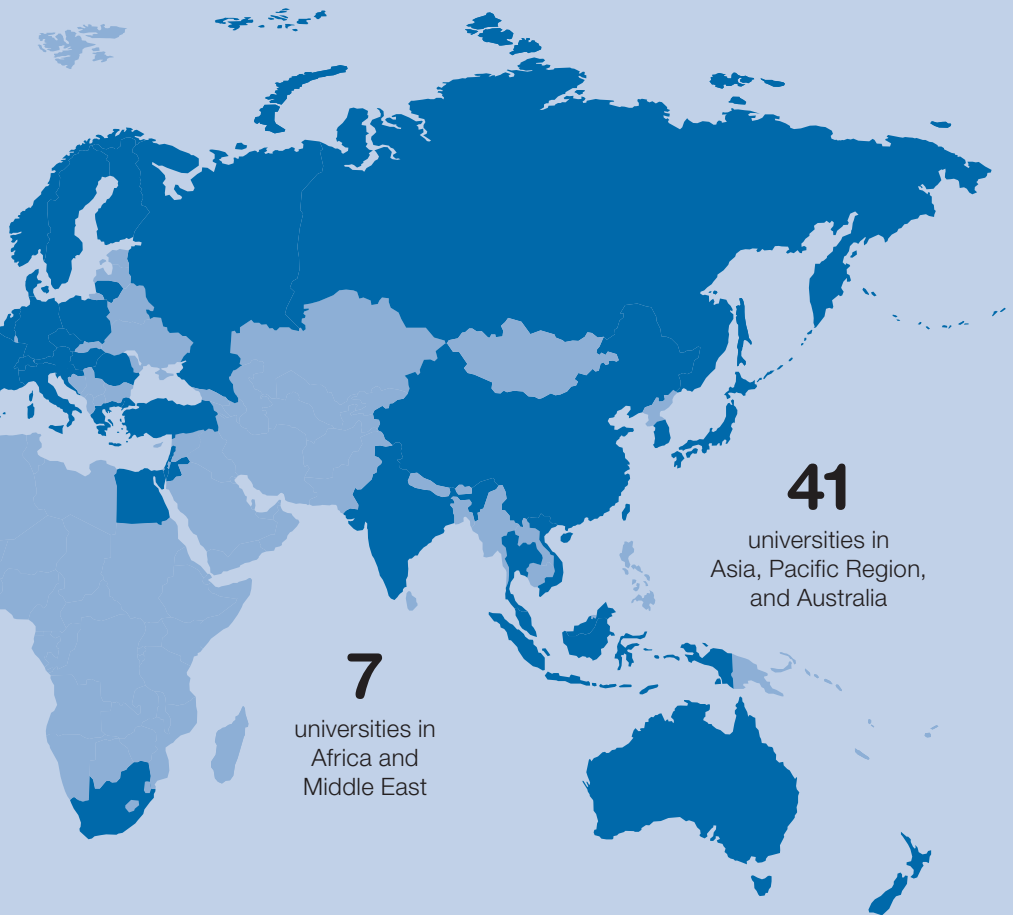 41
universities in
Asia, Pacific Region,
and Australia
7
universities in
Africa and
Middle East